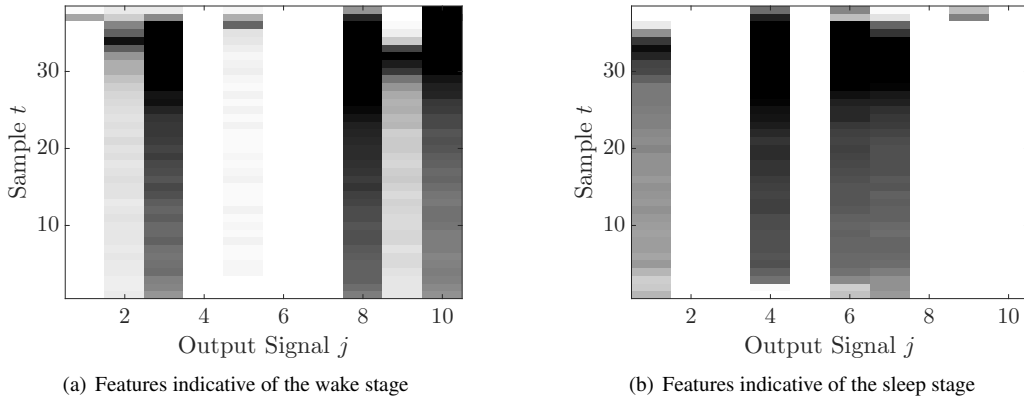 30
20
10
Sample t
2 4 6 8 10
Output Signal j
(a) Features indicative of the wake stage
30
20
10
Sample t
2 4 6 8 10
Output Signal j
(b) Features indicative of the sleep stage